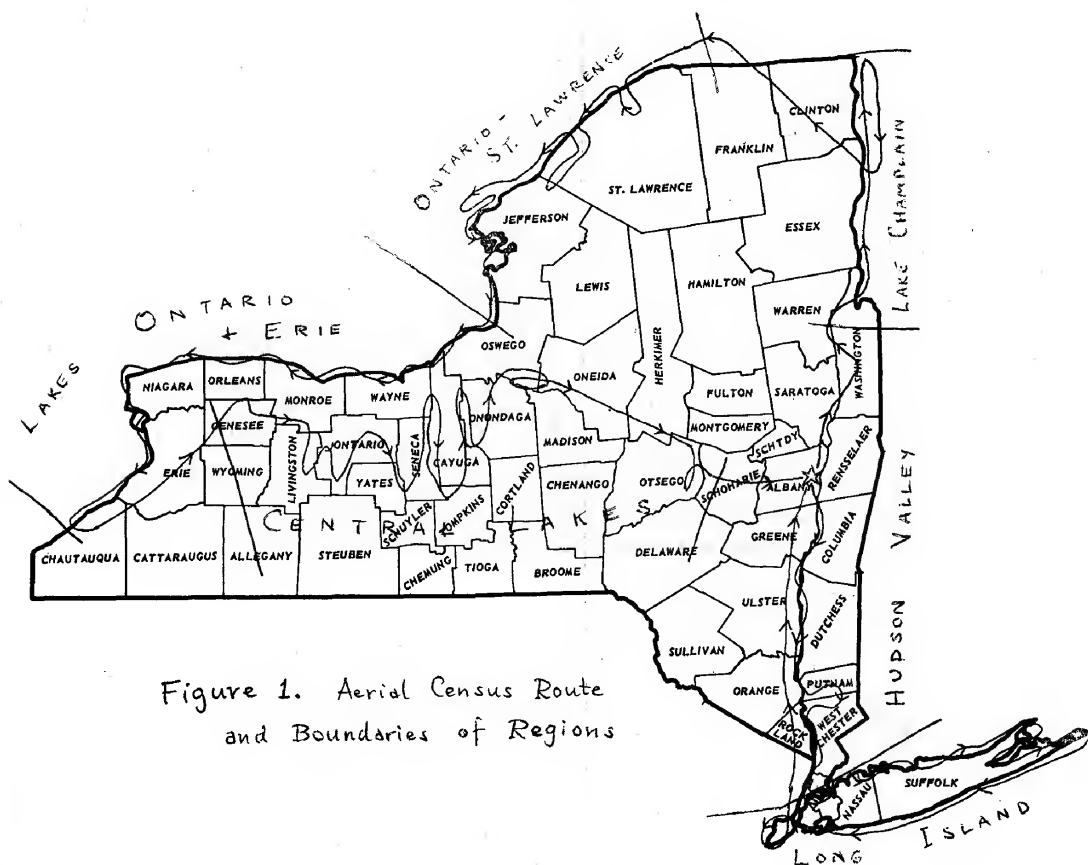 ONTARIO - ST. LAWRENCE
CLINTON
FRANKLIN
ST. LAWRENCE
LAKE CHAMPLAIN
JEFFERSON
ESSEX
LEWIS
HAMILTON
HERKIMER
WARREN
WASHINGTON
LAKES ONTARIO + ERIE
OSWEGO
ONEIDA
NIAGARA
ORLEANS
MONROE
WAYNE
FULTON
SARATOGA
MONTGOMERY
GENESEE
ONONDAGA
MADISON
SCHTDY
RENSSELAER
ERIE
WYOMING
LIVINGSTON
ONTARIO
SENECA
CAYUGA
YATES
CORTLAND
CHENANGO
OTSEGO
SCHOHARIE
ALBANY
CENTRAL LAKES
SCHUYLER
TOMPKINS
CHAUTAUQUA
CATTARAUGUS
ALLEGANY
STEUBEN
CHEMUNG
TIOGA
BROOME
DELAWARE
GREENE
COLUMBIA
HUDSON VALLEY
ULSTER
DUTCHESS
SULLIVAN
ORANGE
PUTNAM
ROCK
LAND
WEST
CHESTER
NASSAU
SUFFOLK
LONG ISLAND
Figure 1. Aerial Census Route
and Boundaries of Regions